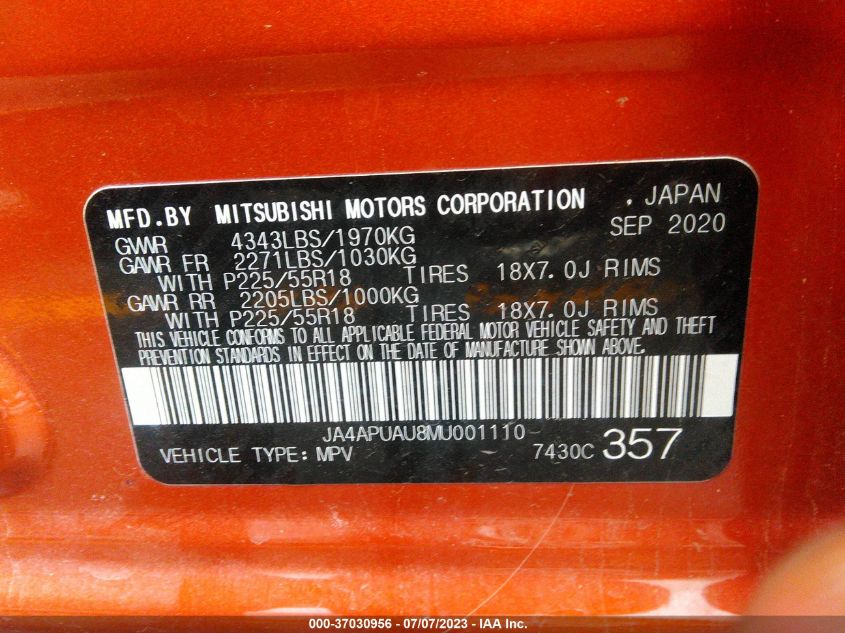 MFD.BY MITSUBISHI MOTORS CORPORATION . JAPAN
SEP 2020
GVWR 4343LBS/1970KG
GAWR FR 2271LBS/1030KG
WITH P225/55R18 TIRES 18X7.0J RIMS
GAWR RR 2205LBS/1000KG
WITH P225/55R18 TIRES 18X7.0J RIMS
THIS VEHICLE CONFORMS TO ALL APPLICABLE FEDERAL MOTOR VEHICLE SAFETY AND THEFT
PREVENTION STANDARDS IN EFFECT ON THE DATE OF MANUFACTURE SHOWN ABOVE.
JA4APUAU8MU001110
VEHICLE TYPE: MPV 7430C 357
000-37030956 - 07/07/2023 - IAA Inc.